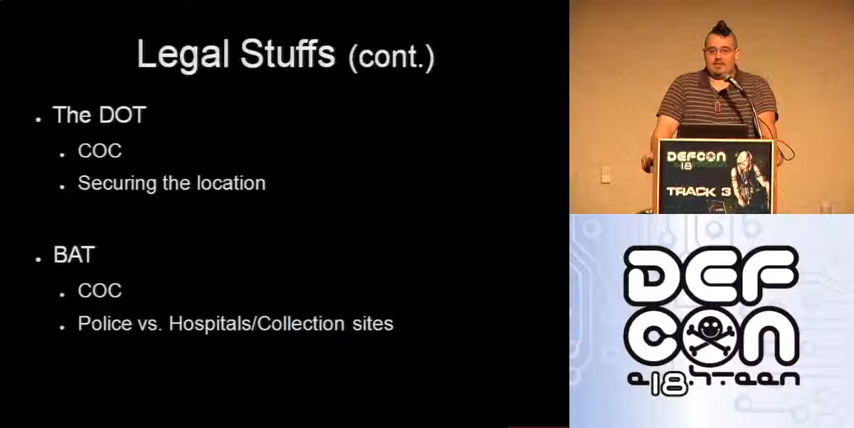 Legal Stuffs (cont.)
The DOT
COC
Securing the location
BAT
COC
Police vs. Hospitals/Collection sites
DEFCON
18
TRACK 3
DEF
CON
e18hteen